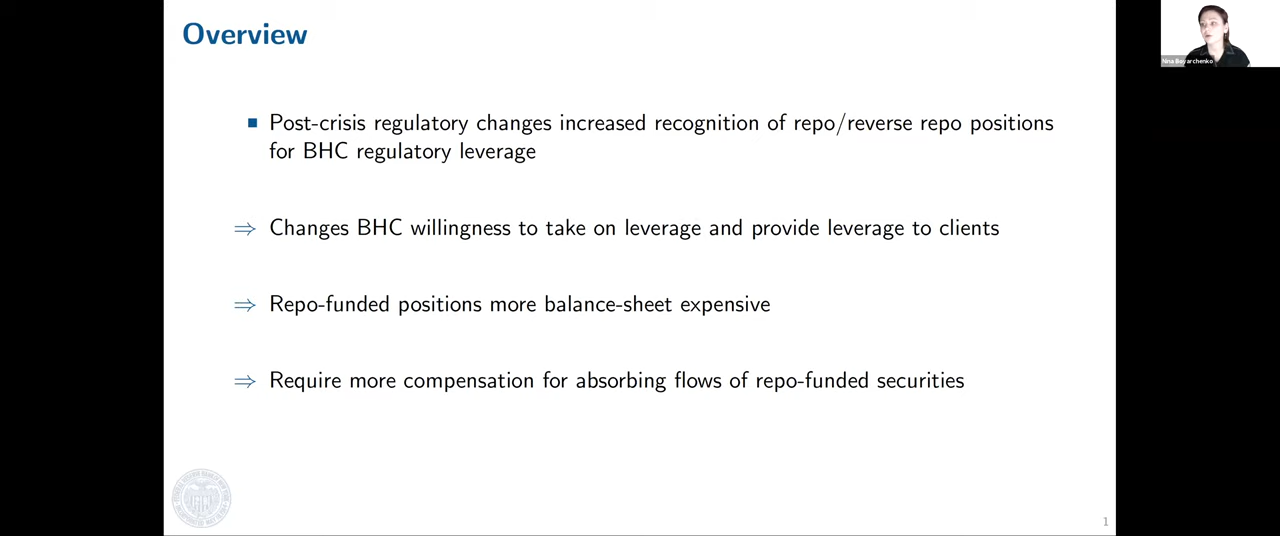 Overview
Nina Boyarchenko
■ Post-crisis regulatory changes increased recognition of repo/reverse repo positions
for BHC regulatory leverage
⇒ Changes BHC willingness to take on leverage and provide leverage to clients
⇒ Repo-funded positions more balance-sheet expensive
⇒ Require more compensation for absorbing flows of repo-funded securities
1